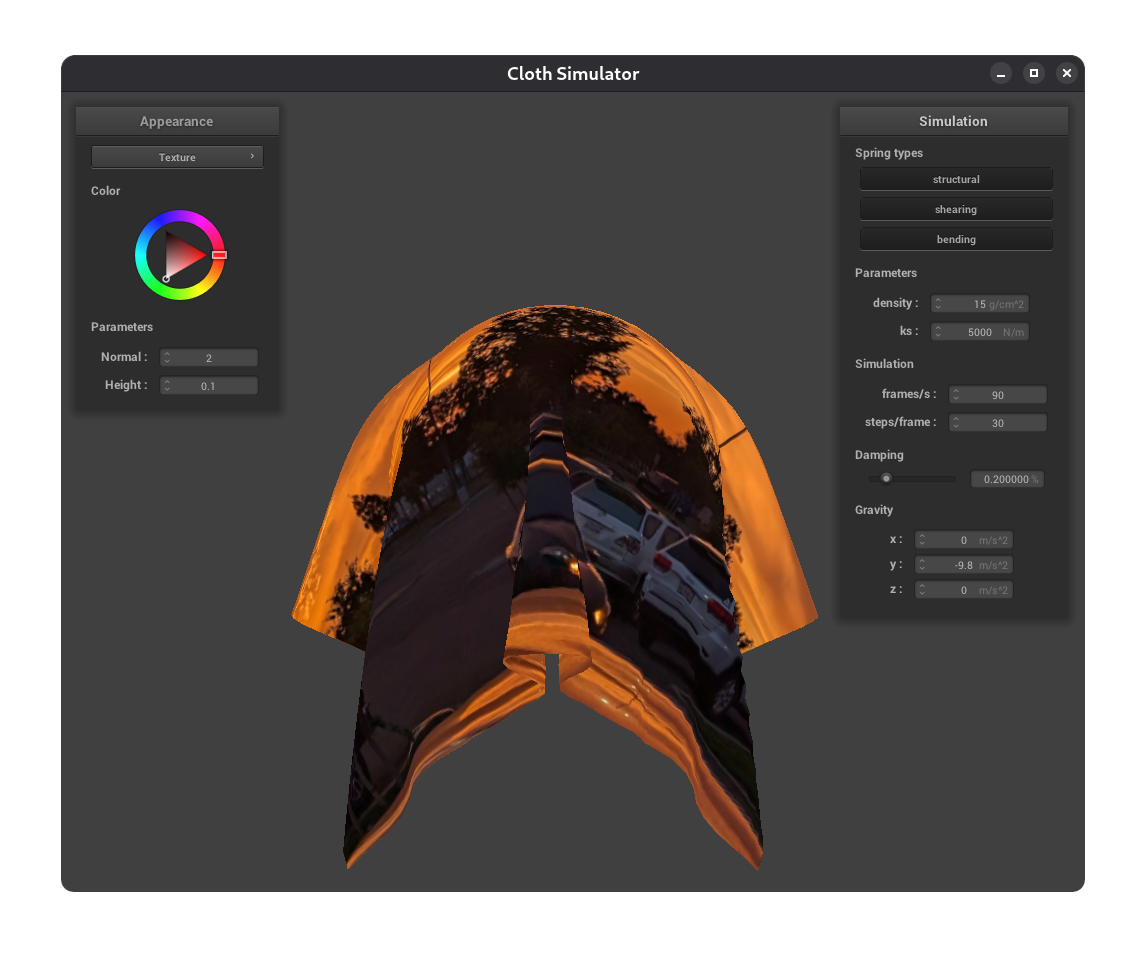 Cloth Simulator
Appearance
Texture
Color
Parameters
Normal : 2
Height : 0.1
Simulation
Spring types
structural
shearing
bending
Parameters
density : 15 g/cm^2
ks : 5000 N/m
Simulation
frames/s : 90
steps/frame : 30
Damping
0.200000 %
Gravity
x : 0 m/s^2
y : -9.8 m/s^2
z : 0 m/s^2